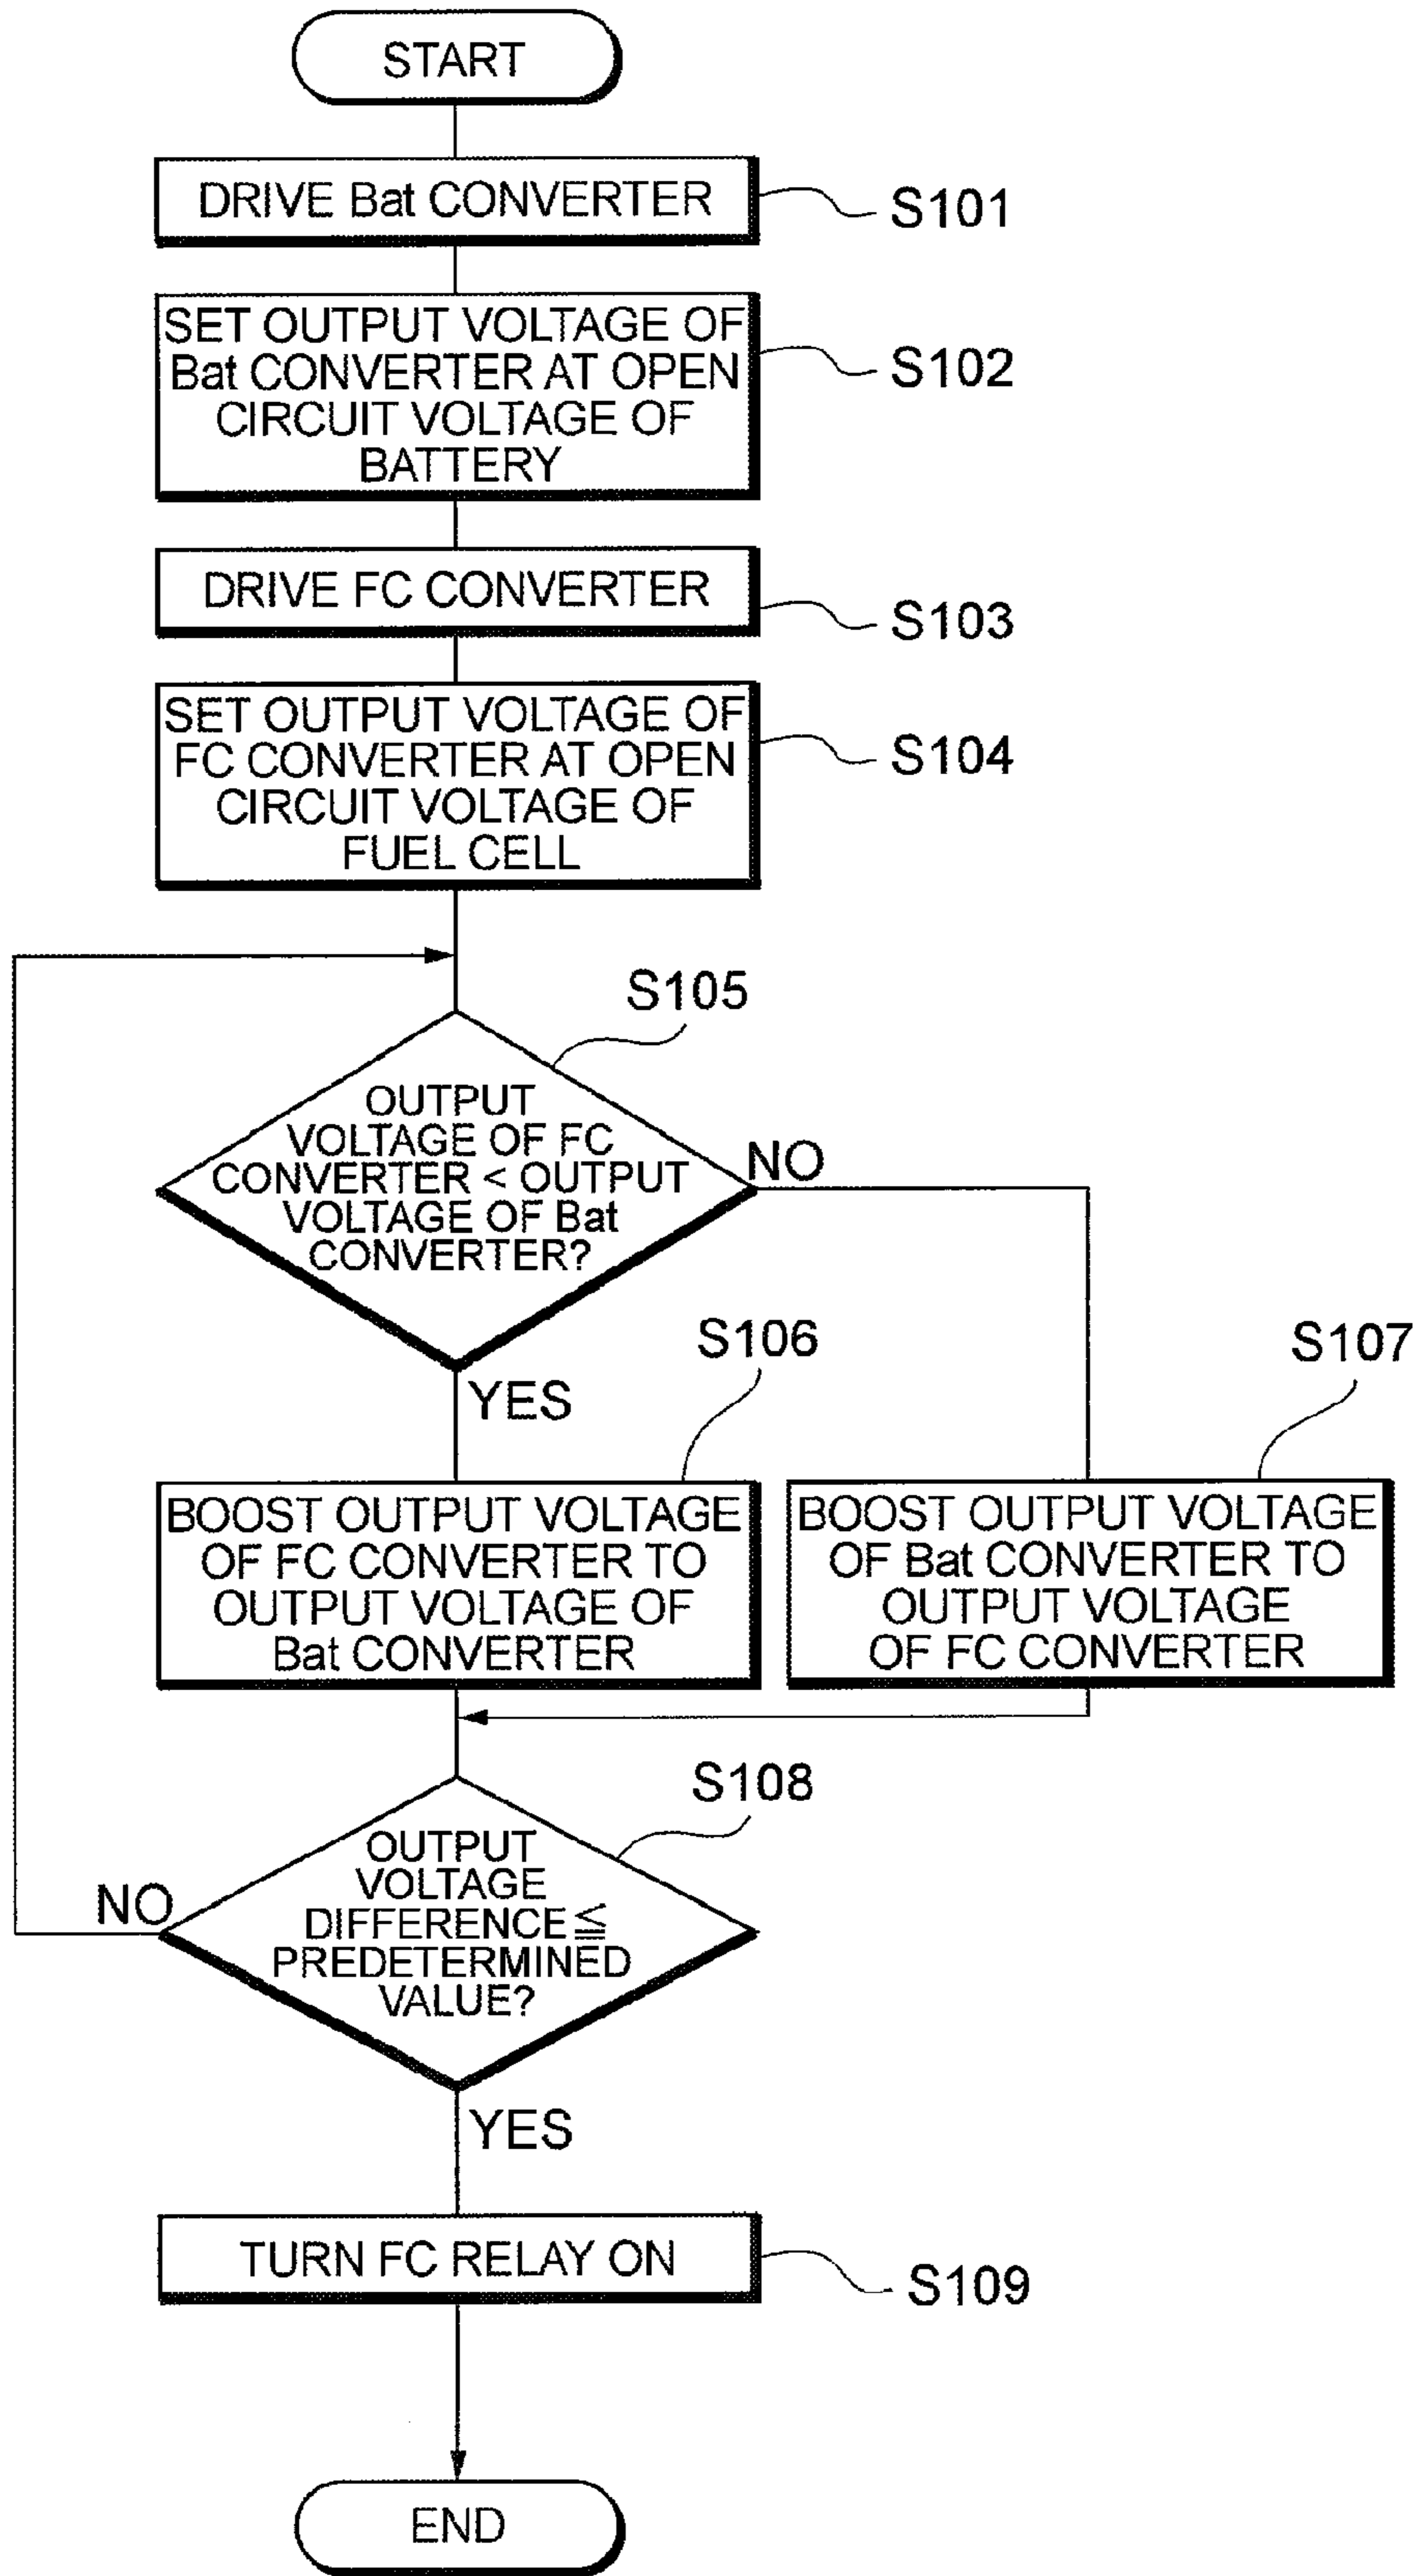 START
DRIVE Bat CONVERTER
S101
SET OUTPUT VOLTAGE OF
Bat CONVERTER AT OPEN
CIRCUIT VOLTAGE OF
BATTERY
S102
DRIVE FC CONVERTER
S103
SET OUTPUT VOLTAGE OF
FC CONVERTER AT OPEN
CIRCUIT VOLTAGE OF
FUEL CELL
S104
S105
OUTPUT
VOLTAGE OF FC
CONVERTER < OUTPUT
VOLTAGE OF Bat
CONVERTER?
NO
YES
S106
BOOST OUTPUT VOLTAGE
OF FC CONVERTER TO
OUTPUT VOLTAGE OF
Bat CONVERTER
S107
BOOST OUTPUT VOLTAGE
OF Bat CONVERTER TO
OUTPUT VOLTAGE
OF FC CONVERTER
S108
OUTPUT
VOLTAGE
DIFFERENCE ≦
PREDETERMINED
VALUE?
NO
YES
TURN FC RELAY ON
S109
END